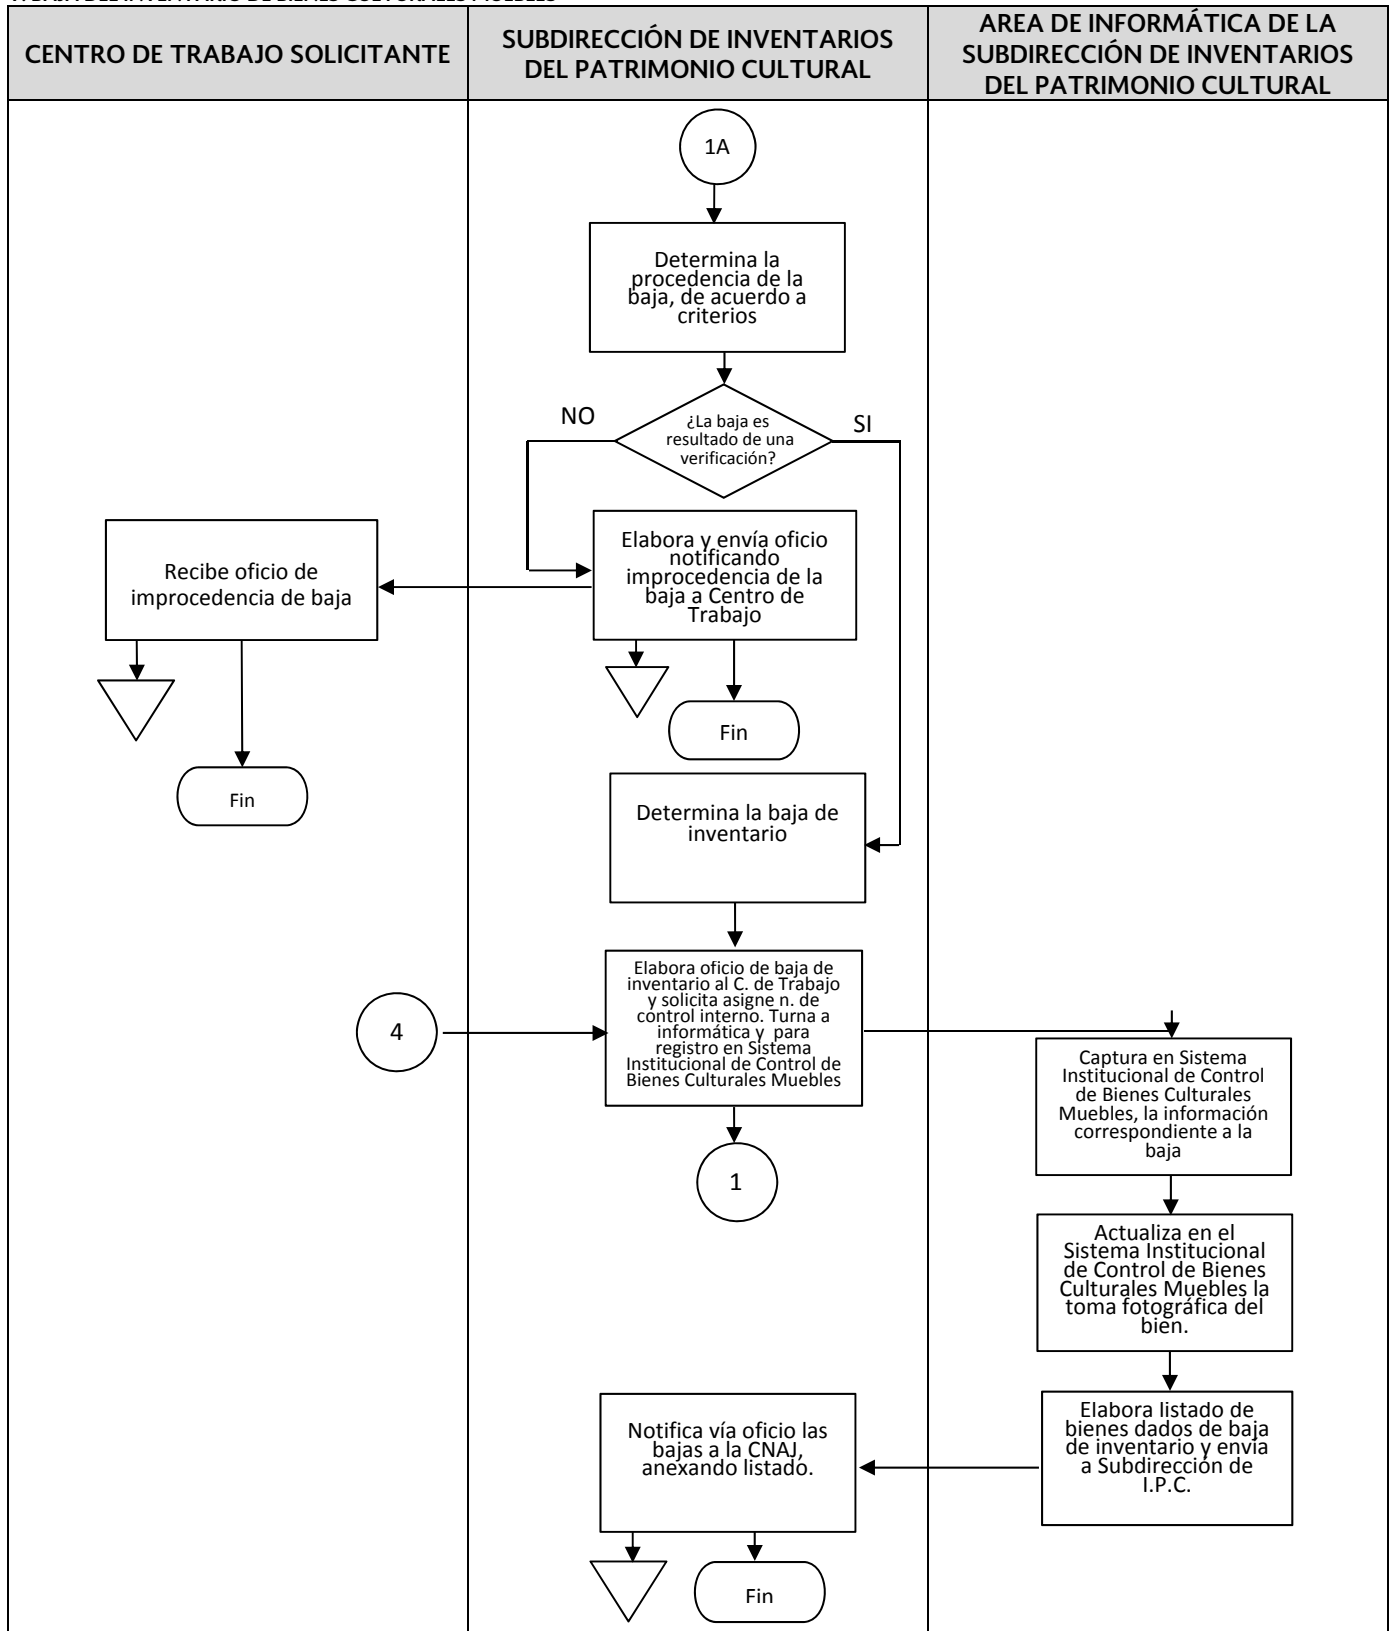 CENTRO DE TRABAJO SOLICITANTE
SUBDIRECCIÓN DE INVENTARIOS
DEL PATRIMONIO CULTURAL
AREA DE INFORMÁTICA DE LA
SUBDIRECCIÓN DE INVENTARIOS
DEL PATRIMONIO CULTURAL
1A
Determina la
procedencia de la
baja, de acuerdo a
criterios
NO
¿La baja es
resultado de una
verificación?
SI
Elabora y envía oficio
notificando
improcedencia de la
baja a Centro de
Trabajo
Recibe oficio de
improcedencia de baja
Fin
Fin
Determina la baja de
inventario
Elabora oficio de baja de
inventario al C. de Trabajo
y solicita asigne n. de
control interno. Turna a
informática y para
registro en Sistema
Institucional de Control de
Bienes Culturales Muebles
4
Captura en Sistema
Institucional de Control
de Bienes Culturales
Muebles, la información
correspondiente a la
baja
1
Actualiza en el
Sistema Institucional
de Control de Bienes
Culturales Muebles la
toma fotográfica del
bien.
Elabora listado de
bienes dados de baja
de inventario y envía
a Subdirección de
I.P.C.
Notifica vía oficio las
bajas a la CNAJ,
anexando listado.
Fin